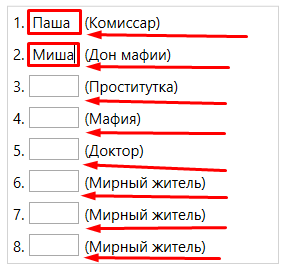 1. Паша (Комиссар)
2. Миша (Дон мафии)
3. (Проститутка)
4. (Мафия)
5. (Доктор)
6. (Мирный житель)
7. (Мирный житель)
8. (Мирный житель)